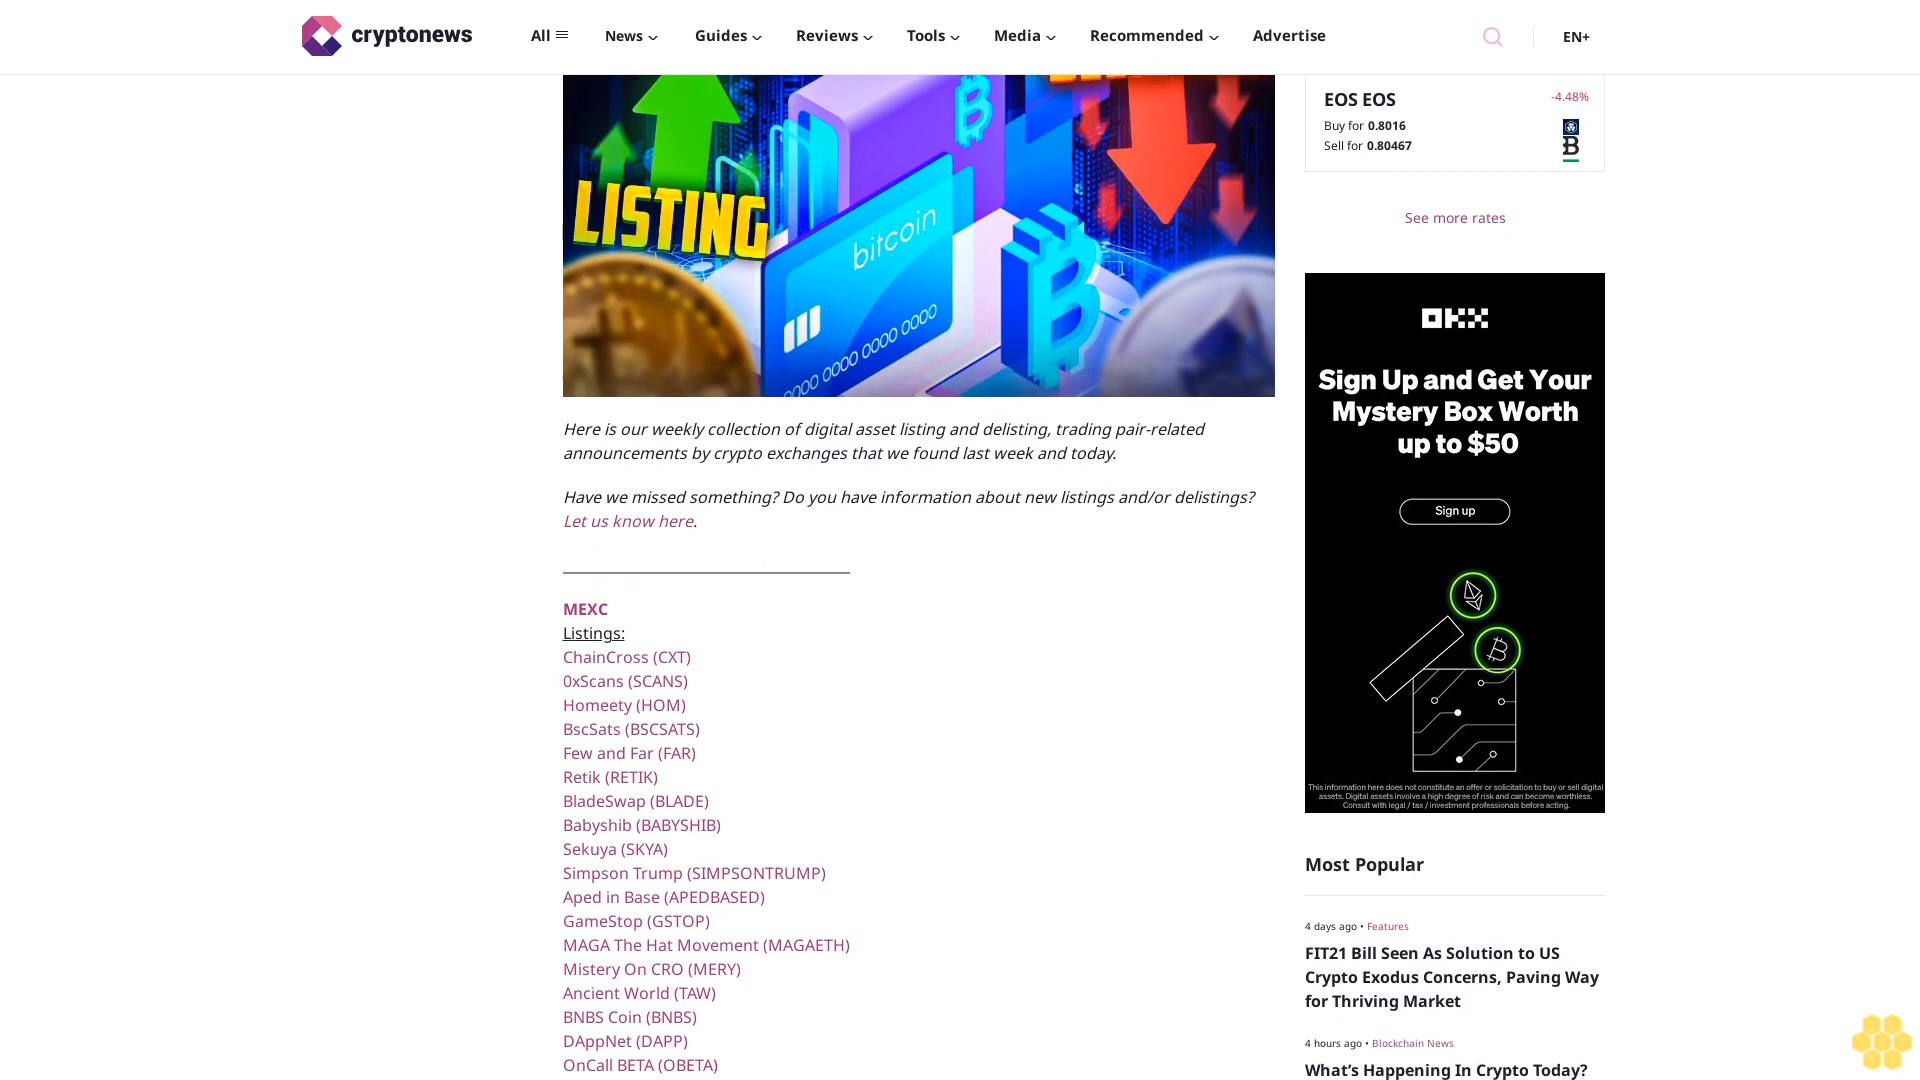 cryptonews
All
News
Guides
Reviews
Tools
Media
Recommended
Advertise
EN+
LISTING
bitcoin
0000 0000 0000 0000
Here is our weekly collection of digital asset listing and delisting, trading pair-related
announcements by crypto exchanges that we found last week and today.
Have we missed something? Do you have information about new listings and/or delistings?
Let us know here.
MEXC
Listings:
ChainCross (CXT)
0xScans (SCANS)
Homeety (HOM)
BscSats (BSCSATS)
Few and Far (FAR)
Retik (RETIK)
BladeSwap (BLADE)
Babyshib (BABYSHIB)
Sekuya (SKYA)
Simpson Trump (SIMPSONTRUMP)
Aped in Base (APEDBASED)
GameStop (GSTOP)
MAGA The Hat Movement (MAGAETH)
Mistery On CRO (MERY)
Ancient World (TAW)
BNBS Coin (BNBS)
DAppNet (DAPP)
OnCall BETA (OBETA)
EOS EOS
-4.48%
Buy for 0.8016
Sell for 0.80467
See more rates
OKX
Sign Up and Get Your
Mystery Box Worth
up to $50
Sign up
This information here does not constitute an offer or solicitation to buy or sell digital
assets. Digital assets involve a high degree of risk and can become worthless.
Consult with legal / tax / investment professionals before acting.
Most Popular
4 days ago • Features
FIT21 Bill Seen As Solution to US
Crypto Exodus Concerns, Paving Way
for Thriving Market
4 hours ago • Blockchain News
What’s Happening In Crypto Today?